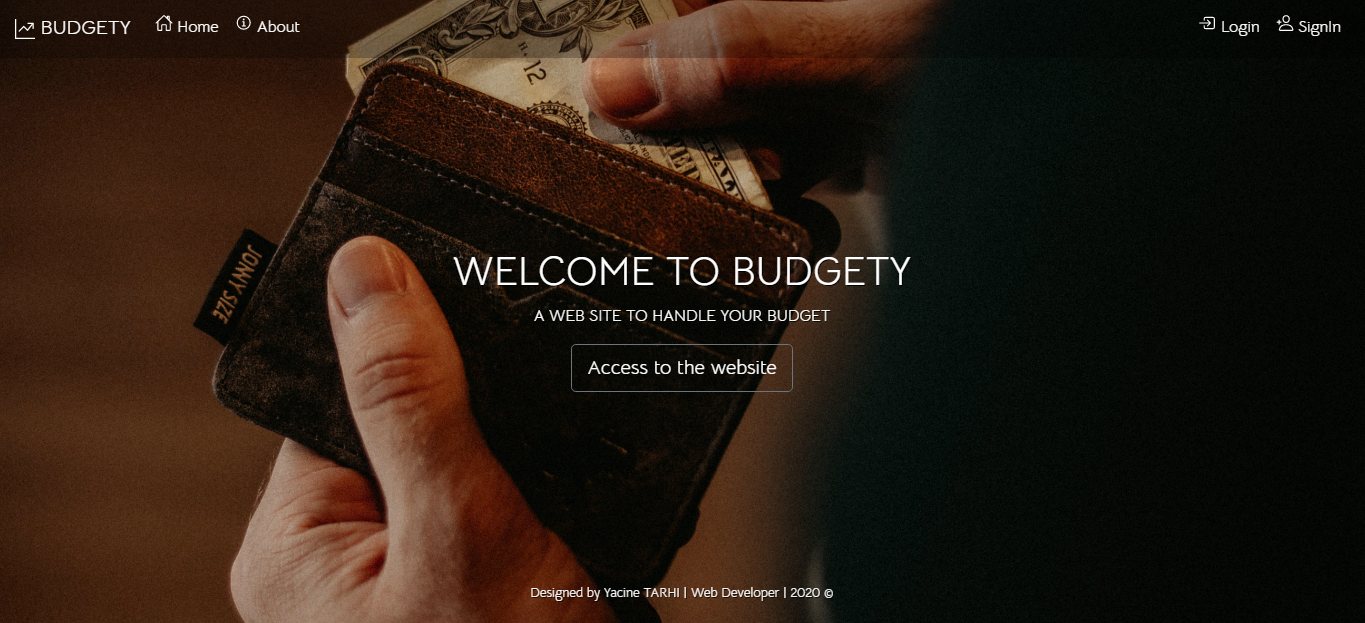 BUDGETY Home About Login SignIn
H 12
JONNY SIZE
WELCOME TO BUDGETY
A WEB SITE TO HANDLE YOUR BUDGET
Access to the website
Designed by Yacine TARHI | Web Developer | 2020 ©